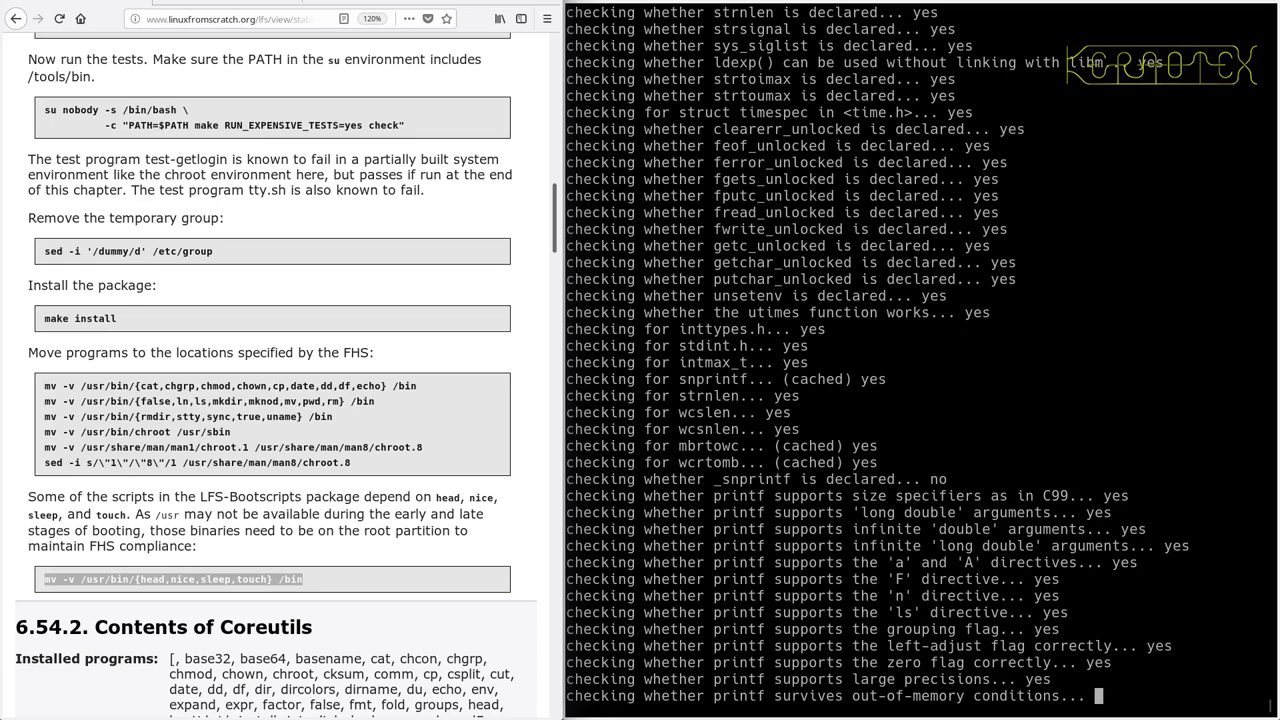 www.linuxfromscratch.org/lfs/view/stab
120%
Now run the tests. Make sure the PATH in the su environment includes
/tools/bin.
su nobody -s /bin/bash \
-c "PATH=$PATH make RUN_EXPENSIVE_TESTS=yes check"
The test program test-getlogin is known to fail in a partially built system
environment like the chroot environment here, but passes if run at the end
of this chapter. The test program tty.sh is also known to fail.
Remove the temporary group:
sed -i '/dummy/d' /etc/group
Install the package:
make install
Move programs to the locations specified by the FHS:
mv -v /usr/bin/{cat,chgrp,chmod,chown,cp,date,dd,df,echo} /bin
mv -v /usr/bin/{false,ln,ls,mkdir,mknod,mv,pwd,rm} /bin
mv -v /usr/bin/{rmdir,stty,sync,true,uname} /bin
mv -v /usr/bin/chroot /usr/sbin
mv -v /usr/share/man/man1/chroot.1 /usr/share/man/man8/chroot.8
sed -i s/\"1\"/\"8\"/1 /usr/share/man/man8/chroot.8
Some of the scripts in the LFS-Bootscripts package depend on head, nice,
sleep, and touch. As /usr may not be available during the early and late
stages of booting, those binaries need to be on the root partition to
maintain FHS compliance:
mv -v /usr/bin/{head,nice,sleep,touch} /bin
6.54.2. Contents of Coreutils
Installed programs: [, base32, base64, basename, cat, chcon, chgrp,
chmod, chown, chroot, cksum, comm, cp, csplit, cut,
date, dd, df, dir, dircolors, dirname, du, echo, env,
expand, expr, factor, false, fmt, fold, groups, head,
checking whether strnlen is declared... yes
checking whether strsignal is declared... yes
checking whether sys_siglist is declared... yes
checking whether ldexp() can be used without linking with libm... yes
checking whether strtoimax is declared... yes
checking whether strtoumax is declared... yes
checking for struct timespec in <time.h>... yes
checking whether clearerr_unlocked is declared... yes
checking whether feof_unlocked is declared... yes
checking whether ferror_unlocked is declared... yes
checking whether fgets_unlocked is declared... yes
checking whether fputc_unlocked is declared... yes
checking whether fread_unlocked is declared... yes
checking whether fwrite_unlocked is declared... yes
checking whether getc_unlocked is declared... yes
checking whether getchar_unlocked is declared... yes
checking whether putchar_unlocked is declared... yes
checking whether unsetenv is declared... yes
checking whether the utimes function works... yes
checking for inttypes.h... yes
checking for stdint.h... yes
checking for intmax_t... yes
checking for snprintf... (cached) yes
checking for strnlen... yes
checking for wcslen... yes
checking for wcsnlen... yes
checking for mbrtowc... (cached) yes
checking for wcrtomb... (cached) yes
checking whether _snprintf is declared... no
checking whether printf supports size specifiers as in C99... yes
checking whether printf supports 'long double' arguments... yes
checking whether printf supports infinite 'double' arguments... yes
checking whether printf supports infinite 'long double' arguments... yes
checking whether printf supports the 'a' and 'A' directives... yes
checking whether printf supports the 'F' directive... yes
checking whether printf supports the 'n' directive... yes
checking whether printf supports the 'ls' directive... yes
checking whether printf supports the grouping flag... yes
checking whether printf supports the left-adjust flag correctly... yes
checking whether printf supports the zero flag correctly... yes
checking whether printf supports large precisions... yes
checking whether printf survives out-of-memory conditions...